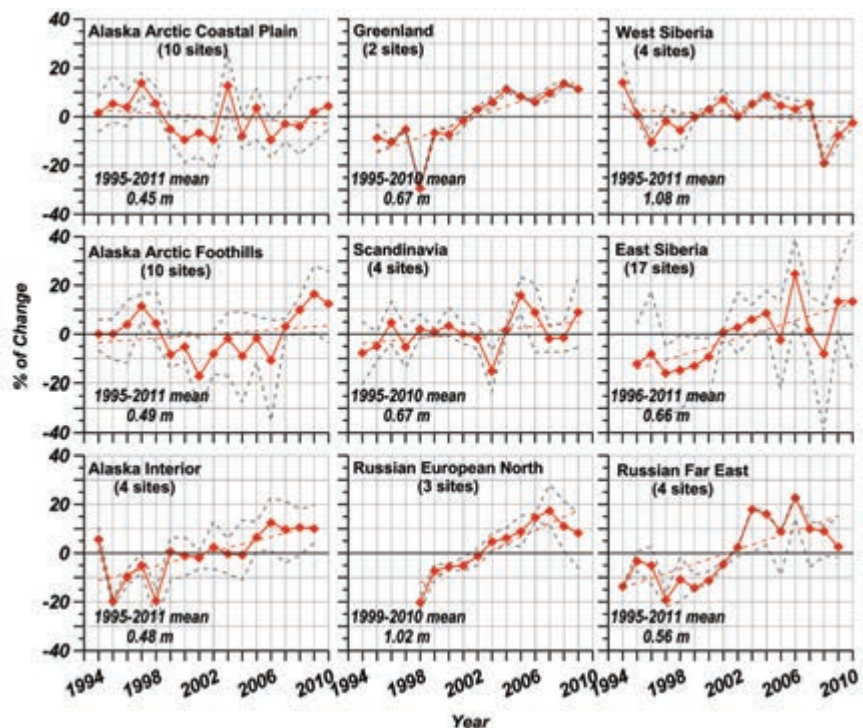 % of Change
40
20
0
-20
-40
Alaska Arctic Coastal Plain
(10 sites)
1995-2011 mean
0.45 m
Greenland
(2 sites)
1995-2010 mean
0.67 m
West Siberia
(4 sites)
1995-2011 mean
1.08 m
40
20
0
-20
-40
Alaska Arctic Foothills
(10 sites)
1995-2011 mean
0.49 m
Scandinavia
(4 sites)
1995-2010 mean
0.67 m
East Siberia
(17 sites)
1996-2011 mean
0.66 m
40
20
0
-20
-40
Alaska Interior
(4 sites)
1995-2011 mean
0.48 m
Russian European North
(3 sites)
1999-2010 mean
1.02 m
Russian Far East
(4 sites)
1995-2011 mean
0.56 m
1994 1998 2002 2006 2010
1994 1998 2002 2006 2010
1994 1998 2002 2006 2010
Year